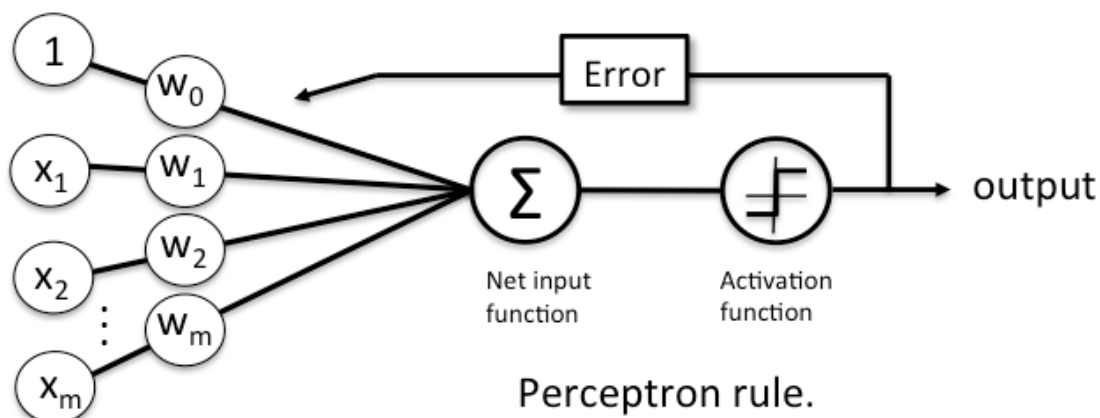 1
w₀
Error
x₁
w₁
Σ
output
x₂
w₂
Net input
function
Activation
function
⋮
wₘ
xₘ
Perceptron rule.